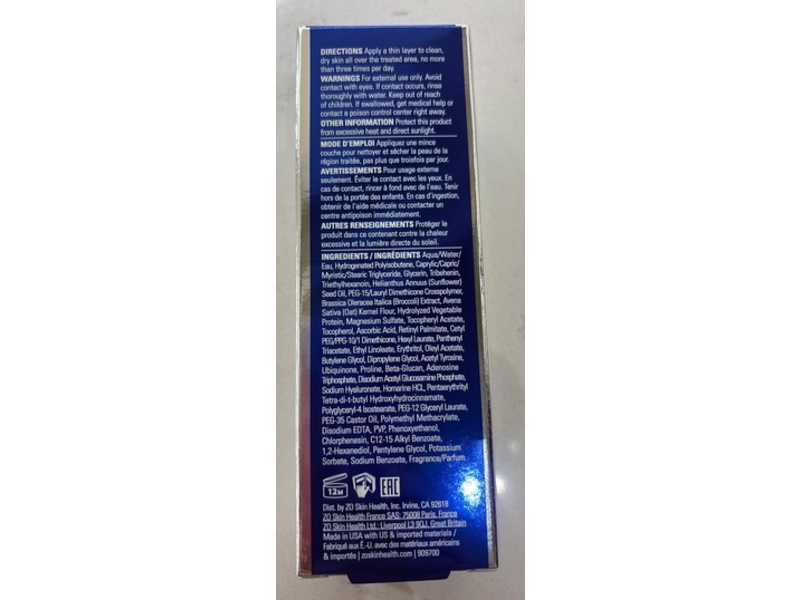 DIRECTIONS Apply a thin layer to clean,
dry skin all over the treated area, no more
than three times per day.
WARNINGS For external use only. Avoid
contact with eyes. If contact occurs, rinse
thoroughly with water. Keep out of reach
of children. If swallowed, get medical help or
contact a poison control center right away.
OTHER INFORMATION Protect this product
from excessive heat and direct sunlight.
MODE D'EMPLOI Appliquez une mince
couche pour nettoyer et sécher la peau de la
région traitée, pas plus que troisfois par jour.
AVERTISSEMENTS Pour usage externe
seulement. Éviter le contact avec les yeux. En
cas de contact, rincer à fond avec de l'eau. Tenir
hors de la portée des enfants. En cas d'ingestion,
obtenir de l'aide médicale ou contacter un
centre antipoison immédiatement.
AUTRES RENSEIGNEMENTS Protéger le
produit dans ce contenant contre la chaleur
excessive et la lumière directe du soleil.
INGREDIENTS / INGRÉDIENTS Aqua/Water/
Eau, Hydrogenated Polyisobutene, Caprylic/Capric/
Myristic/Stearic Triglyceride, Glycerin, Tribehenin,
Triethylhexanoin, Helianthus Annuus (Sunflower)
Seed Oil, PEG-15/Lauryl Dimethicone Crosspolymer,
Brassica Oleracea Italica (Broccoli) Extract, Avena
Sativa (Oat) Kernel Flour, Hydrolyzed Vegetable
Protein, Magnesium Sulfate, Tocopheryl Acetate,
Tocopherol, Ascorbic Acid, Retinyl Palmitate, Cetyl
PEG/PPG-10/1 Dimethicone, Hexyl Laurate, Panthenyl
Triacetate, Ethyl Linoleate, Erythritol, Oleyl Acetate,
Butylene Glycol, Dipropylene Glycol, Acetyl Tyrosine,
Ubiquinone, Proline, Beta-Glucan, Adenosine
Triphosphate, Disodium Acetyl Glucosamine Phosphate,
Sodium Hyaluronate, Homarine HCL, Pentaerythrityl
Tetra-di-t-butyl Hydroxyhydrocinnamate,
Polyglyceryl-4 Isostearate, PEG-12 Glyceryl Laurate,
PEG-35 Castor Oil, Polymethyl Methacrylate,
Disodium EDTA, PVP, Phenoxyethanol,
Chlorphenesin, C12-15 Alkyl Benzoate,
1,2-Hexanediol, Pentylene Glycol, Potassium
Sorbate, Sodium Benzoate, Fragrance/Parfum
12M EAC
Dist. by ZO Skin Health, Inc. Irvine, CA 92618
ZO Skin Health France SAS: 75008 Paris, France
ZO Skin Health Ltd.: Liverpool L3 9QJ, Great Britain
Made in USA with US & imported materials /
Fabriqué aux É.-U. avec des matériaux américains
& importés | zoskinhealth.com | 909700